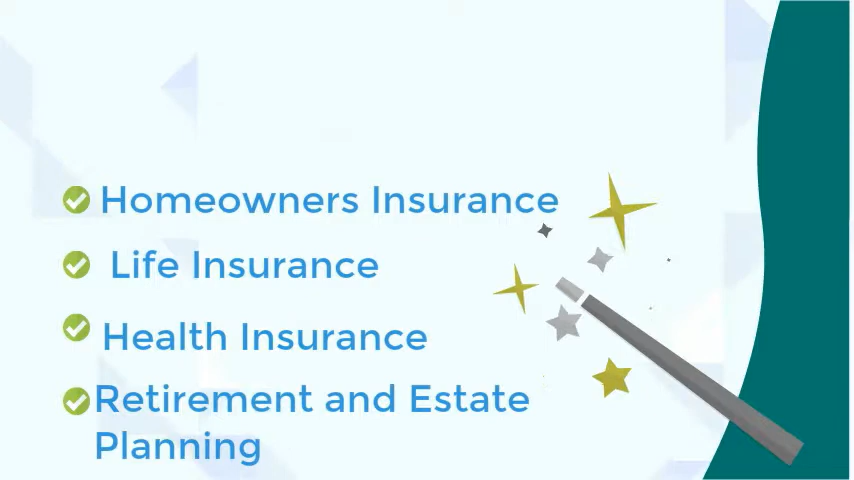 Homeowners Insurance
Life Insurance
Health Insurance
Retirement and Estate
Planning